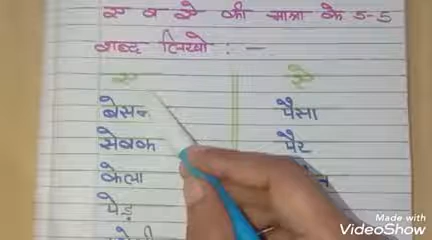 ए व ऐ की मात्रा के 5-5
शब्द लिखो : —
ए ऐ
बेसन पैसा
सेवक पैर
केला
पेड़
Made with
VideoShow